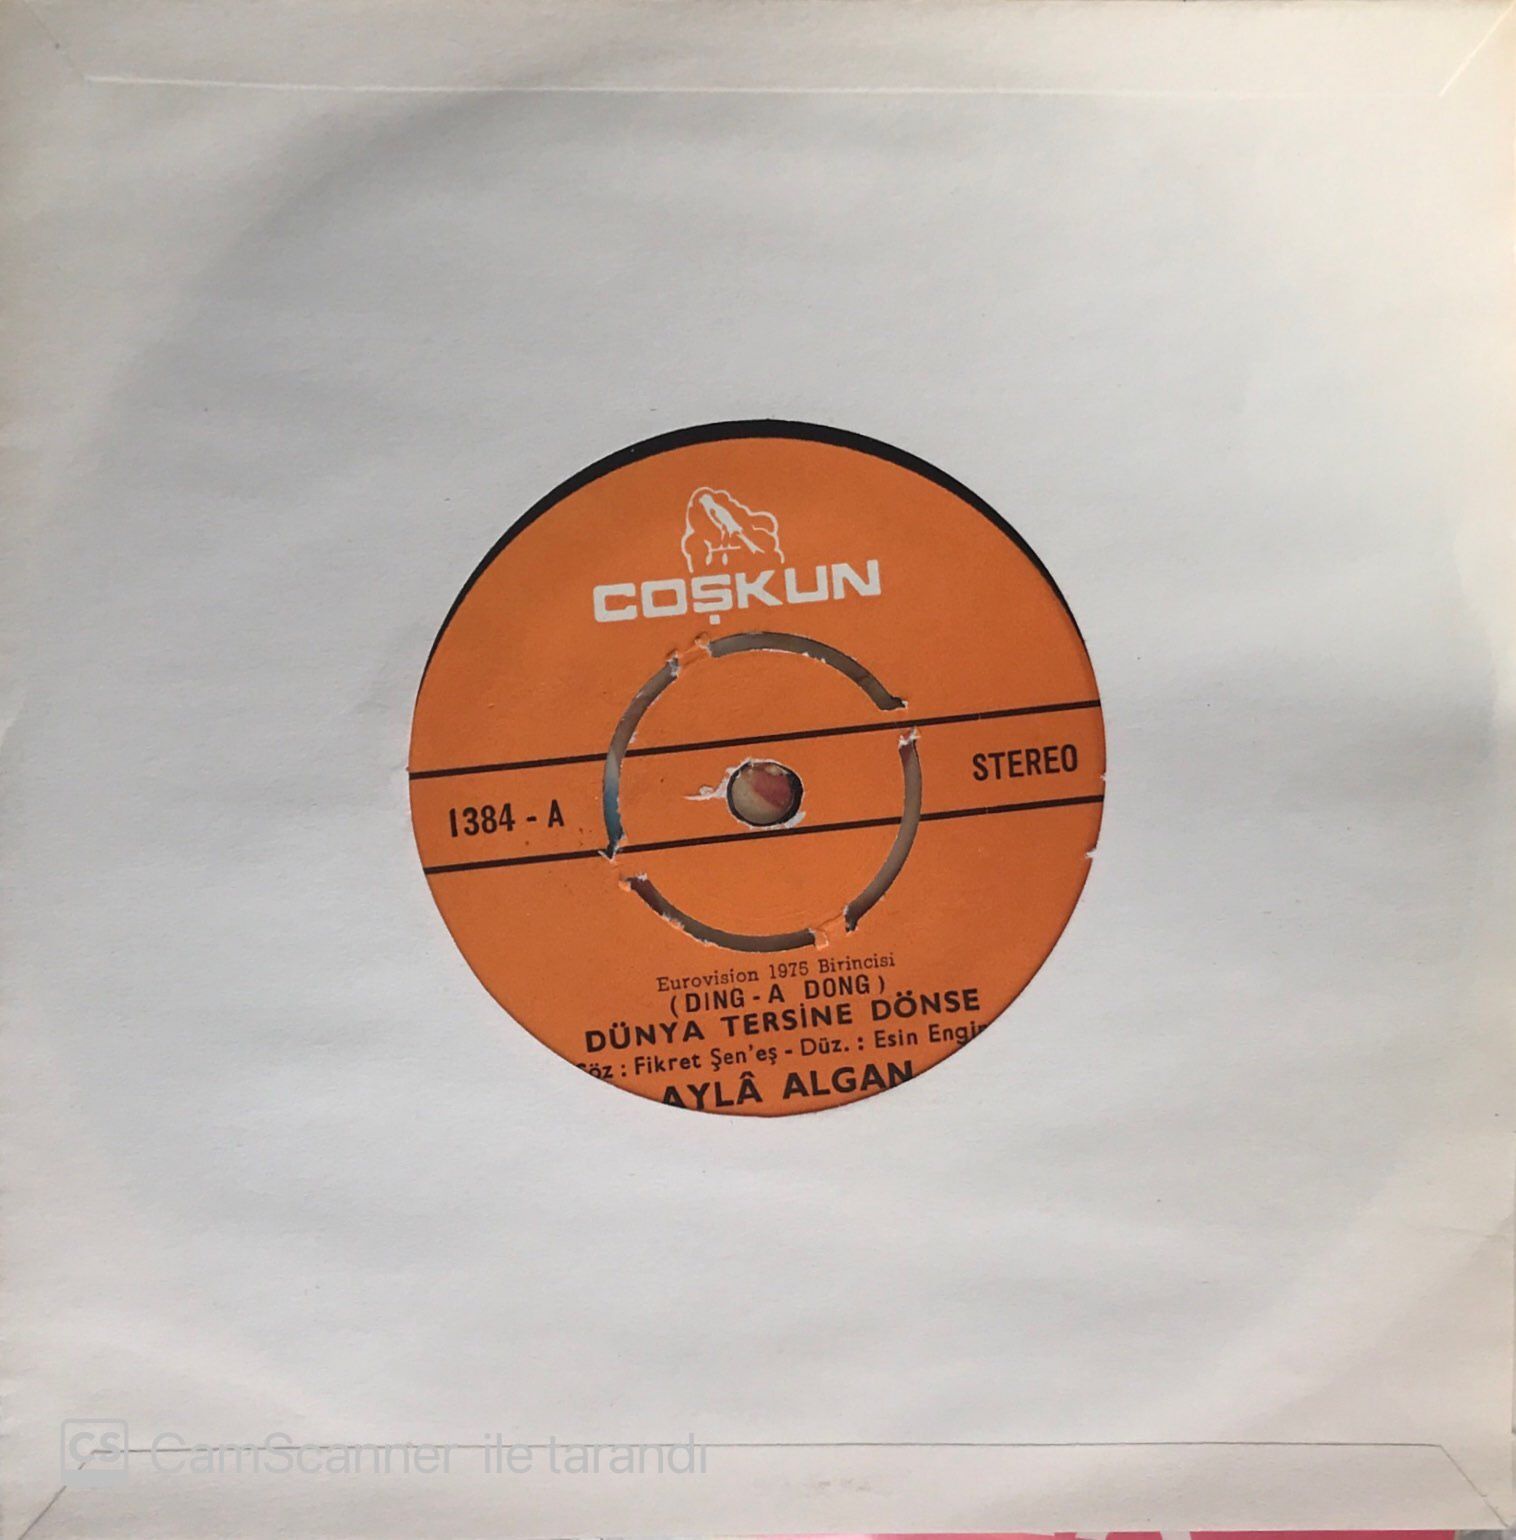 COŞKUN
STEREO
1384 - A
Eurovision 1975 Birincisi
(DING - A DONG)
DÜNYA TERSİNE DÖNSE
Söz : Fikret Şen'eş - Düz. : Esin Engin
AYLÂ ALGAN
CS CamScanner ile tarandı